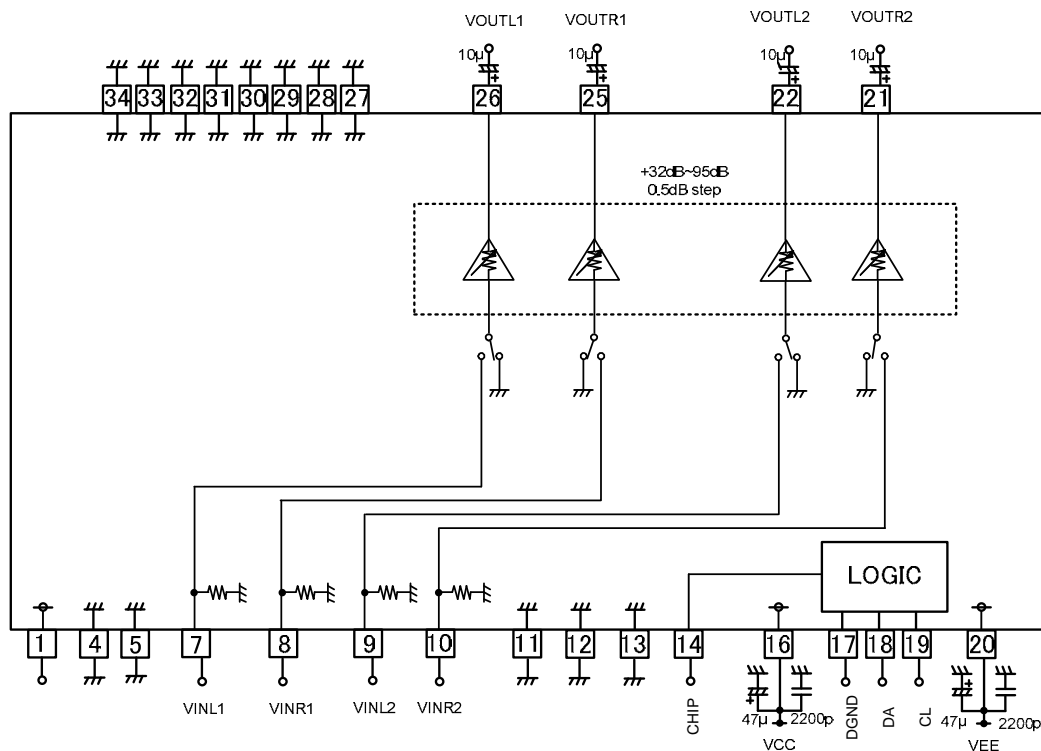 VOUTL1 VOUTR1 VOUTL2 VOUTR2
10μ 10μ 10μ 10μ
34 33 32 31 30 29 28 27 26 25 22 21
+32dB~95dB
0.5dB step
LOGIC
1 4 5 7 8 9 10 11 12 13 14 16 17 18 19 20
VINL1 VINR1 VINL2 VINR2
CHIP
47μ 2200p
VCC
DGND
DA
CL
47μ 2200p
VEE